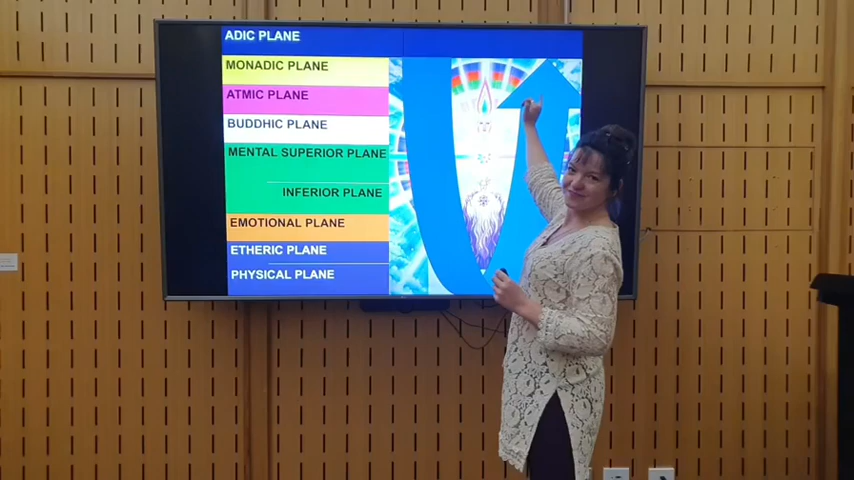 ADIC PLANE
MONADIC PLANE
ATMIC PLANE
BUDDHIC PLANE
MENTAL SUPERIOR PLANE
INFERIOR PLANE
EMOTIONAL PLANE
ETHERIC PLANE
PHYSICAL PLANE